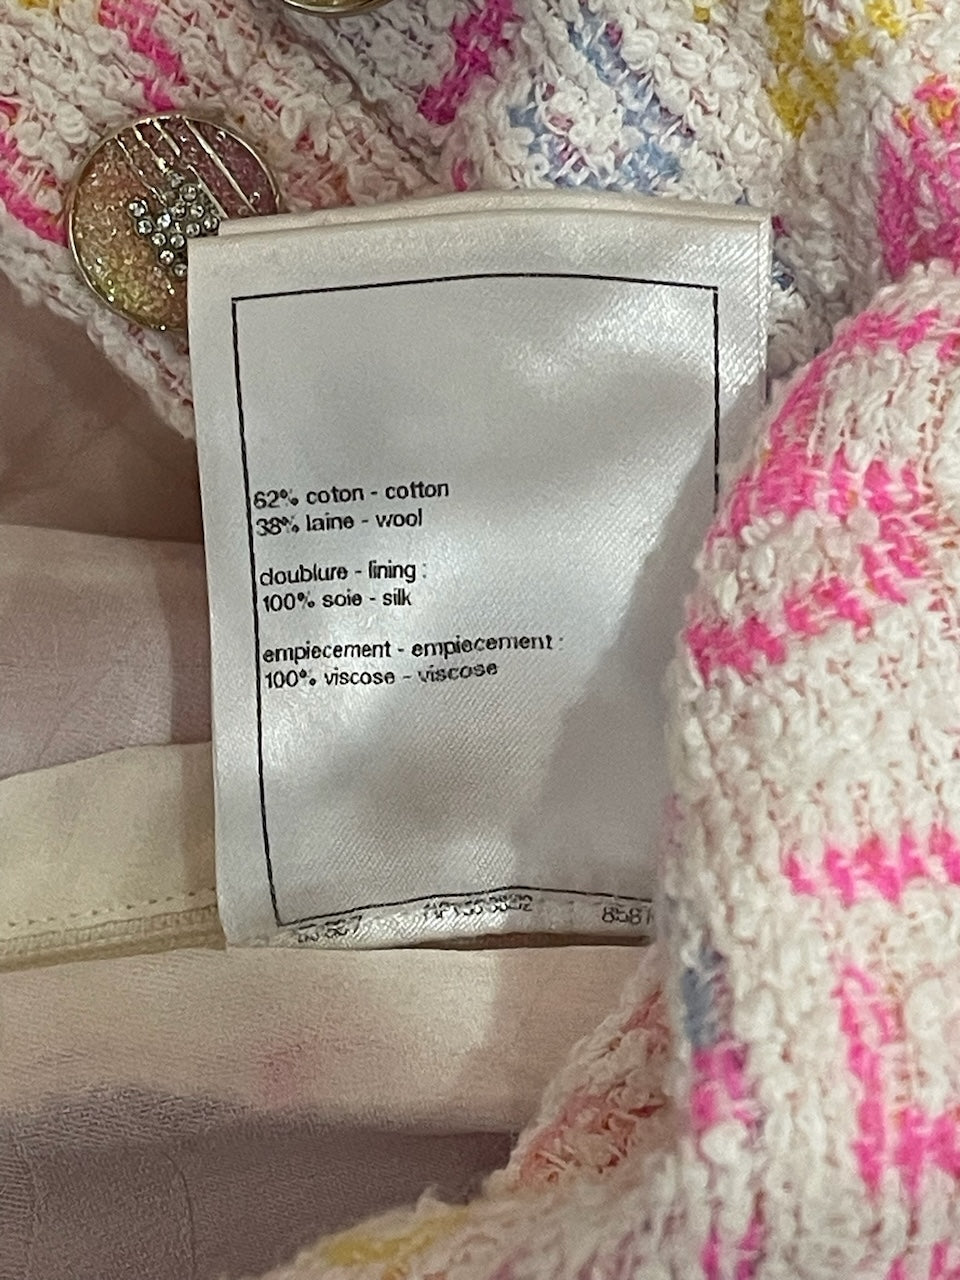 62% coton - cotton
38% laine - wool
doublure - lining :
100% soie - silk
empiecement - empiecement :
100% viscose - viscose